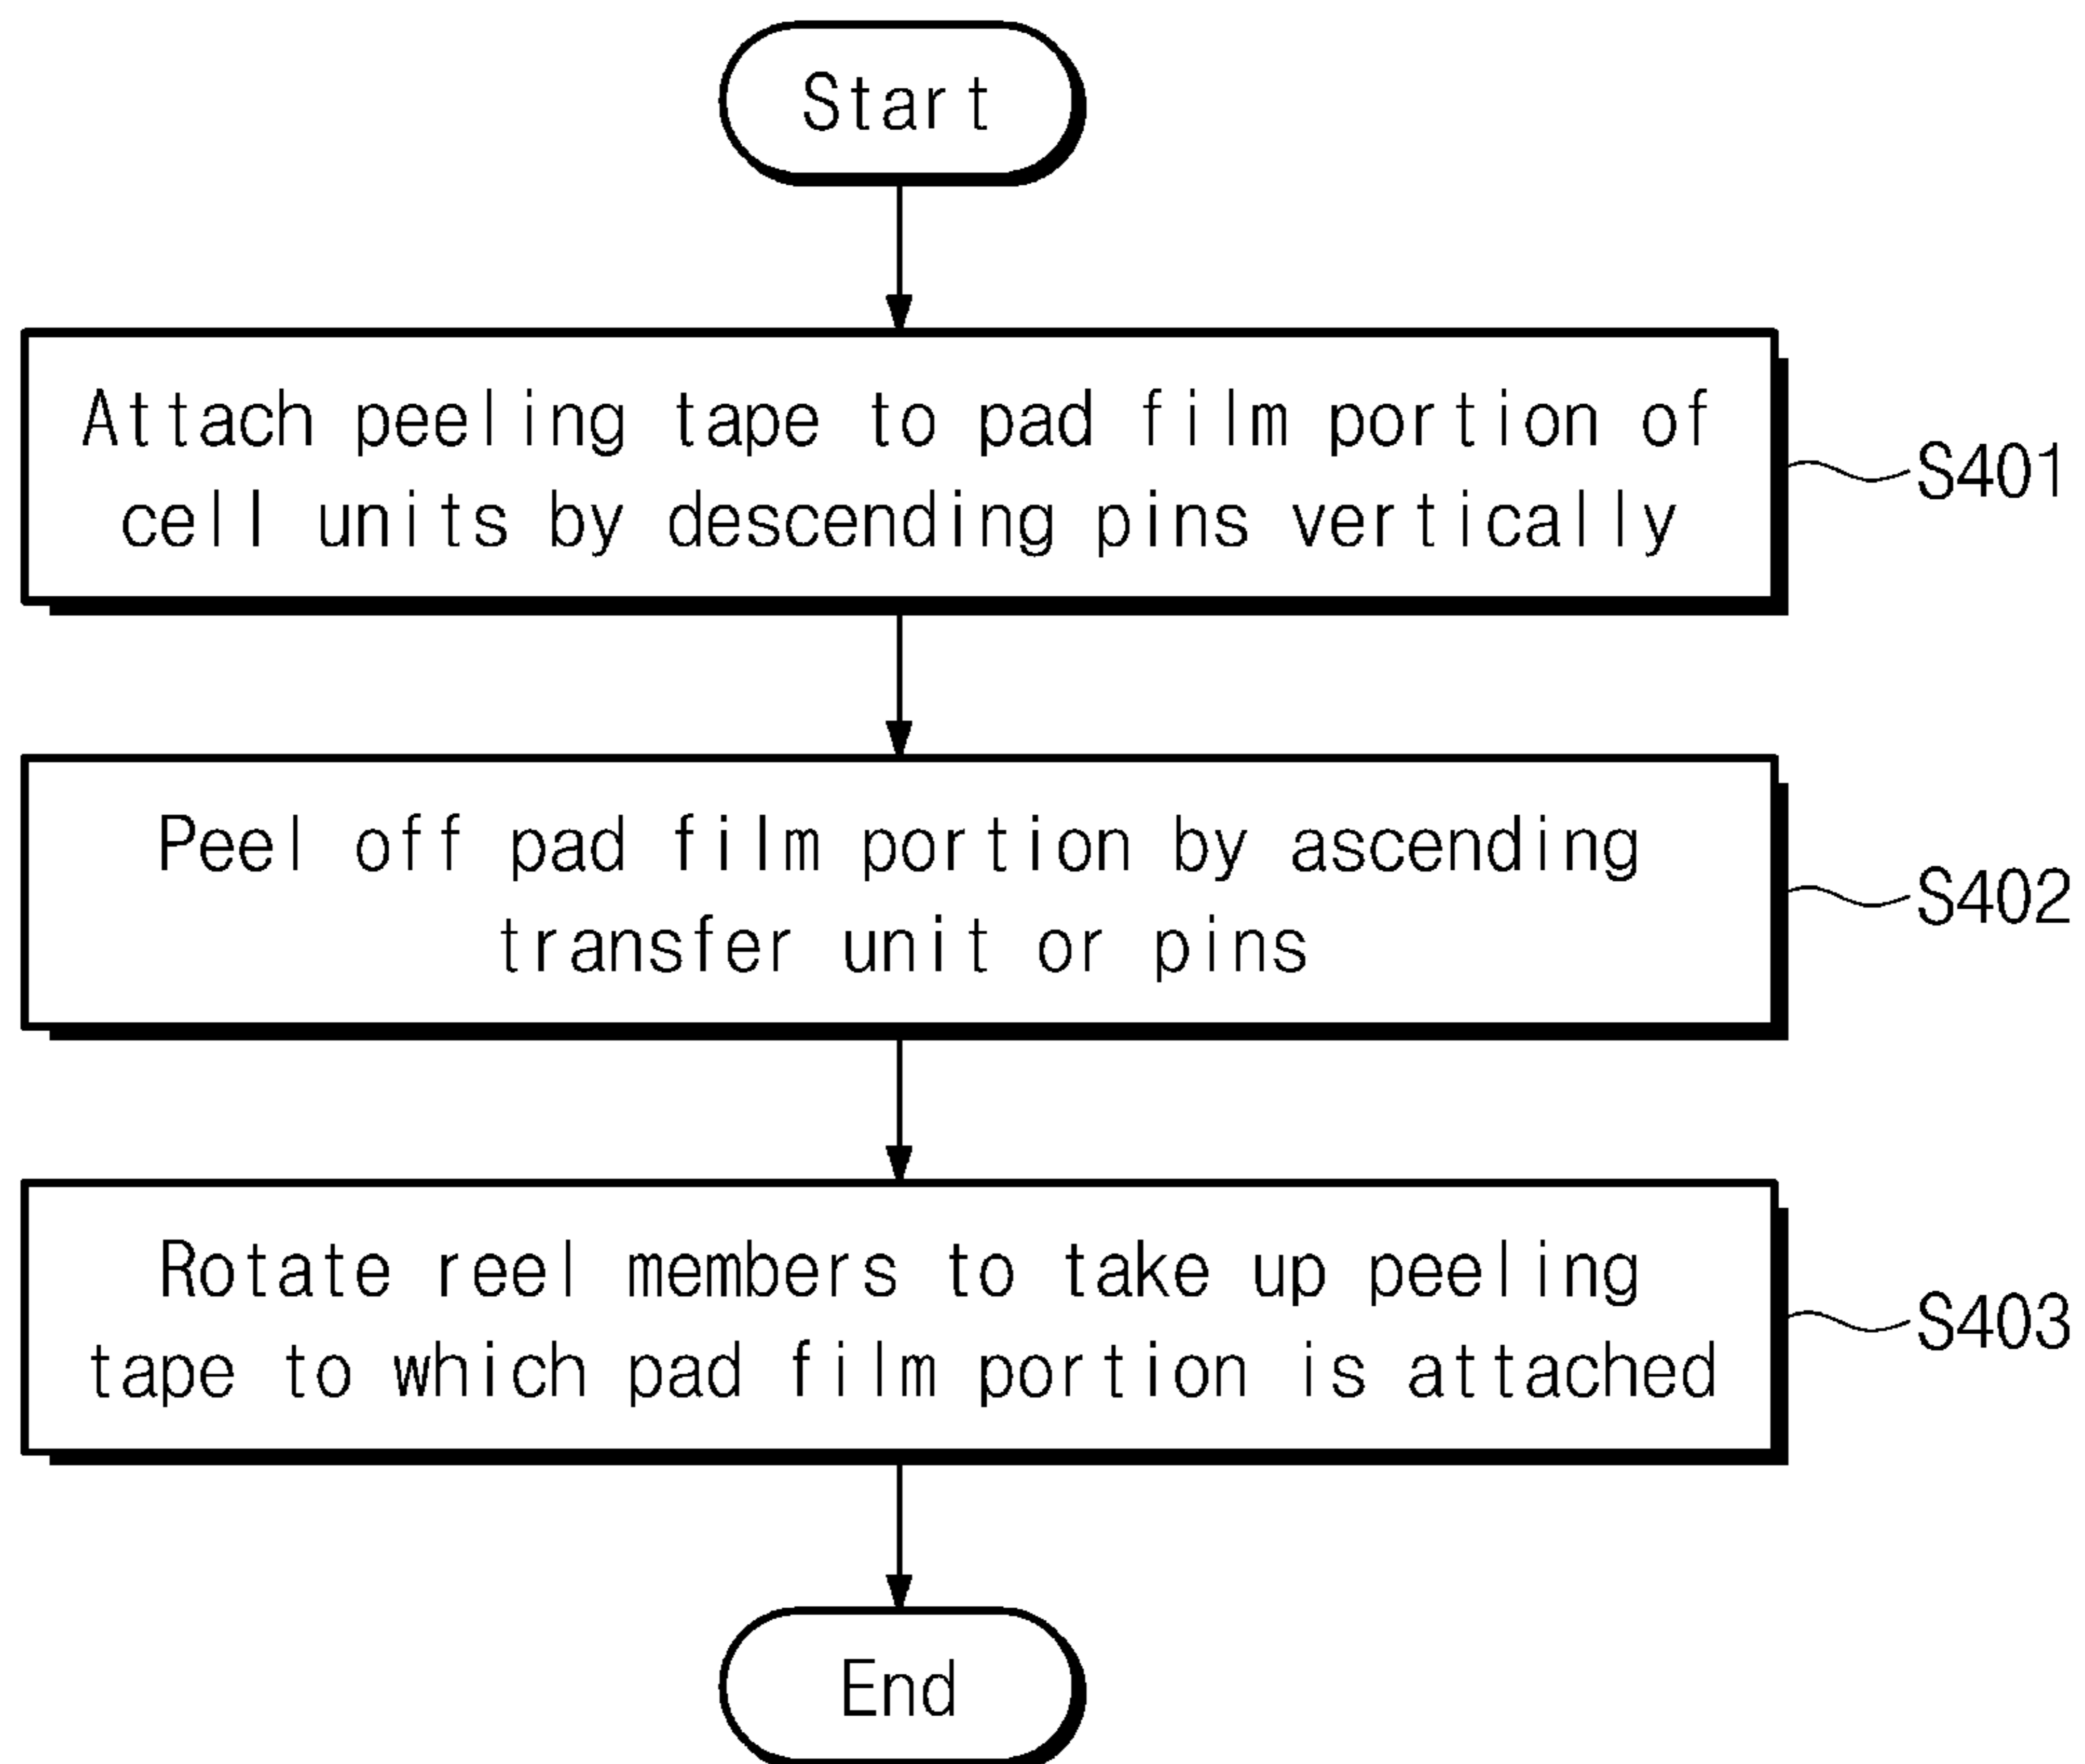 Start
Attach peeling tape to pad film portion of
cell units by descending pins vertically
S401
Peel off pad film portion by ascending
transfer unit or pins
S402
Rotate reel members to take up peeling
tape to which pad film portion is attached
S403
End